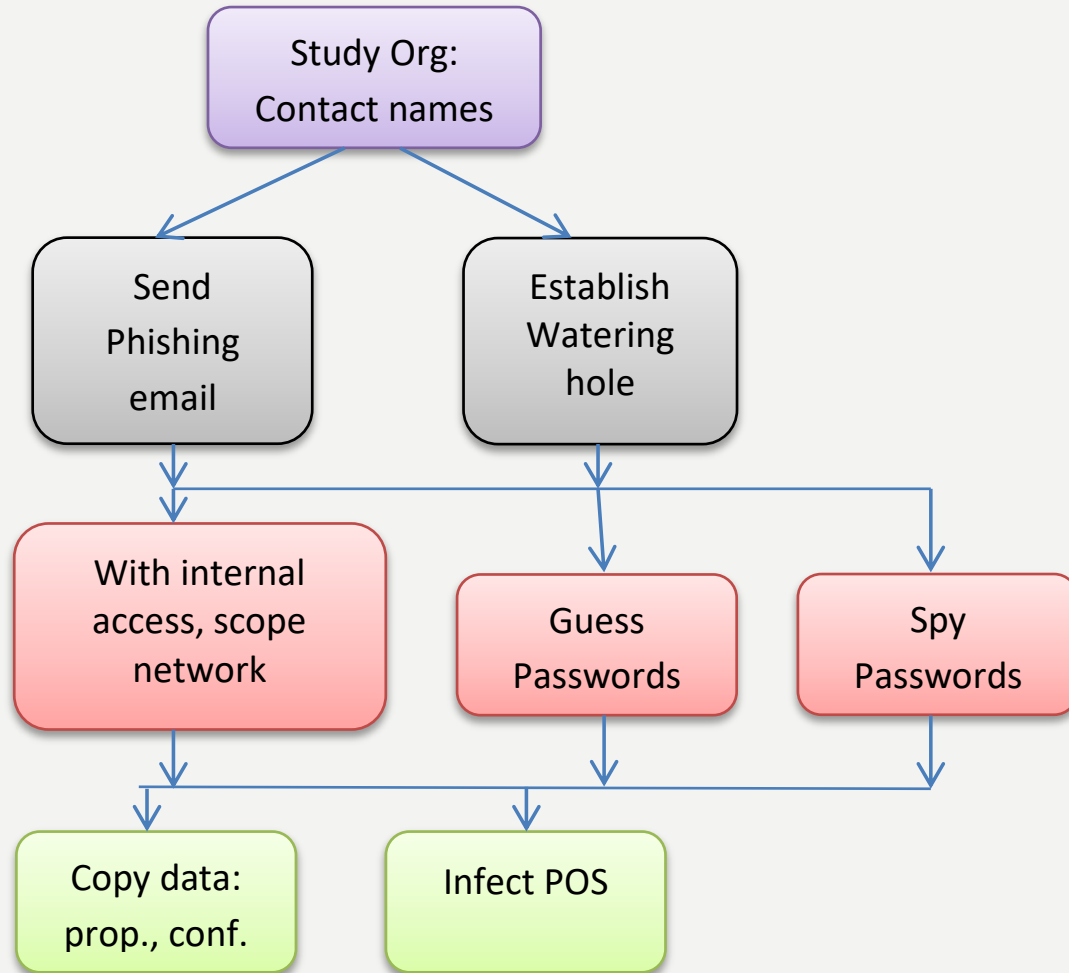 Study Org:
Contact names
Send
Phishing
email
Establish
Watering
hole
With internal
access, scope
network
Guess
Passwords
Spy
Passwords
Copy data:
prop., conf.
Infect POS